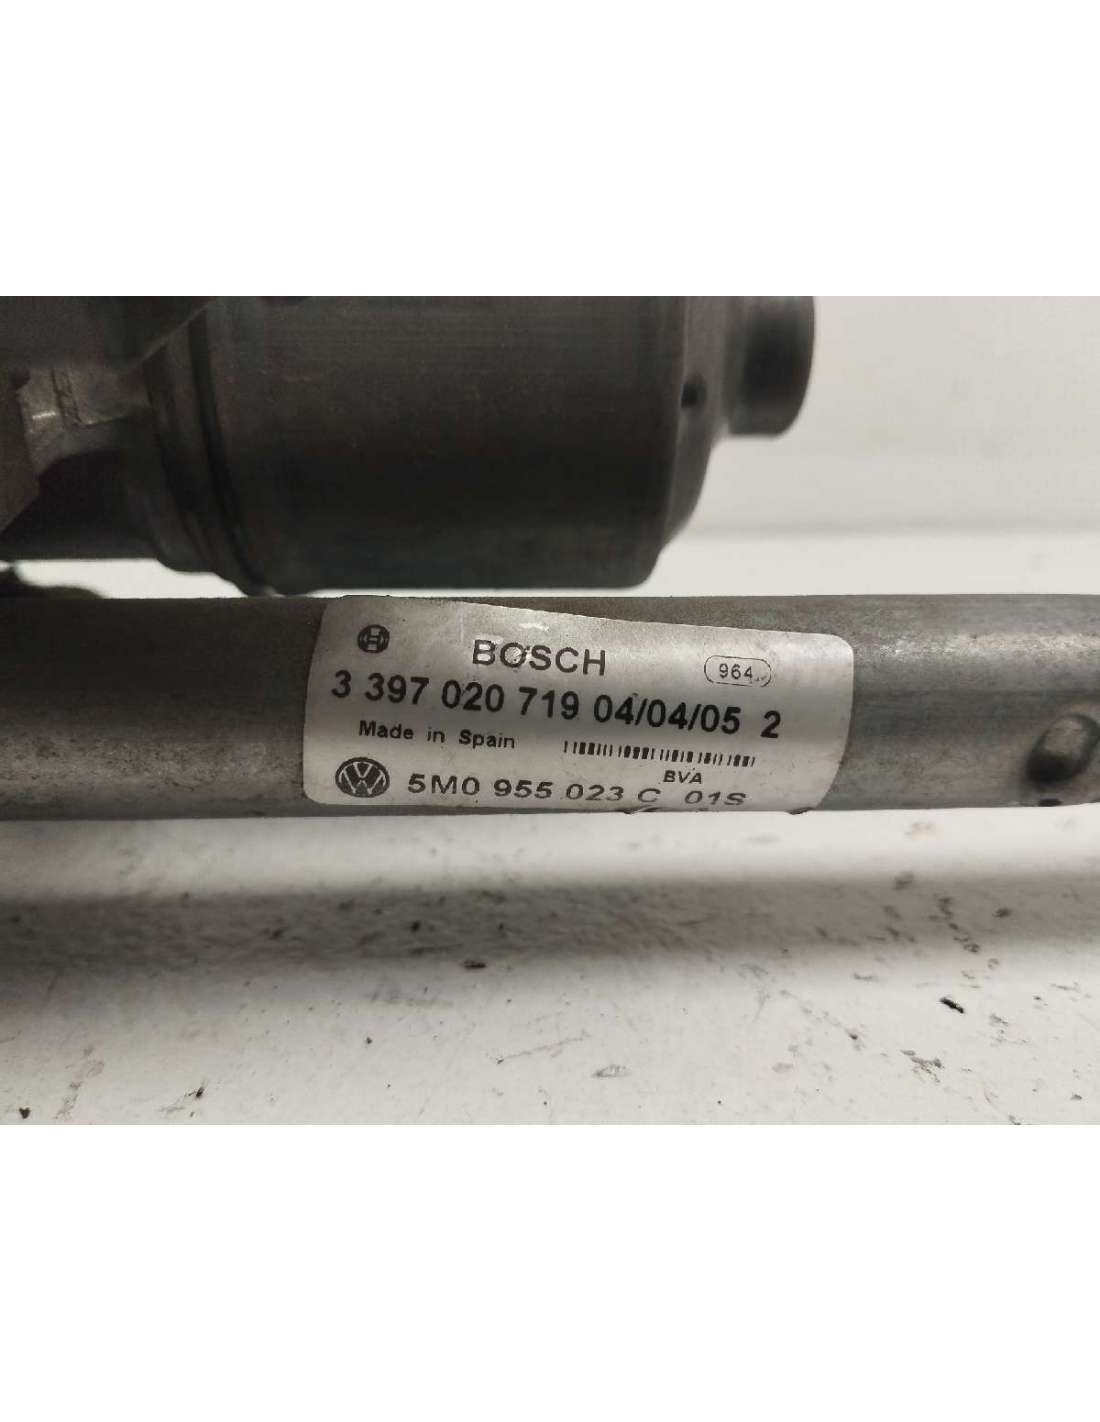 BOSCH 964
3 397 020 719 04/04/05 2
Made in Spain
BVA
5M0 955 023 C 01S